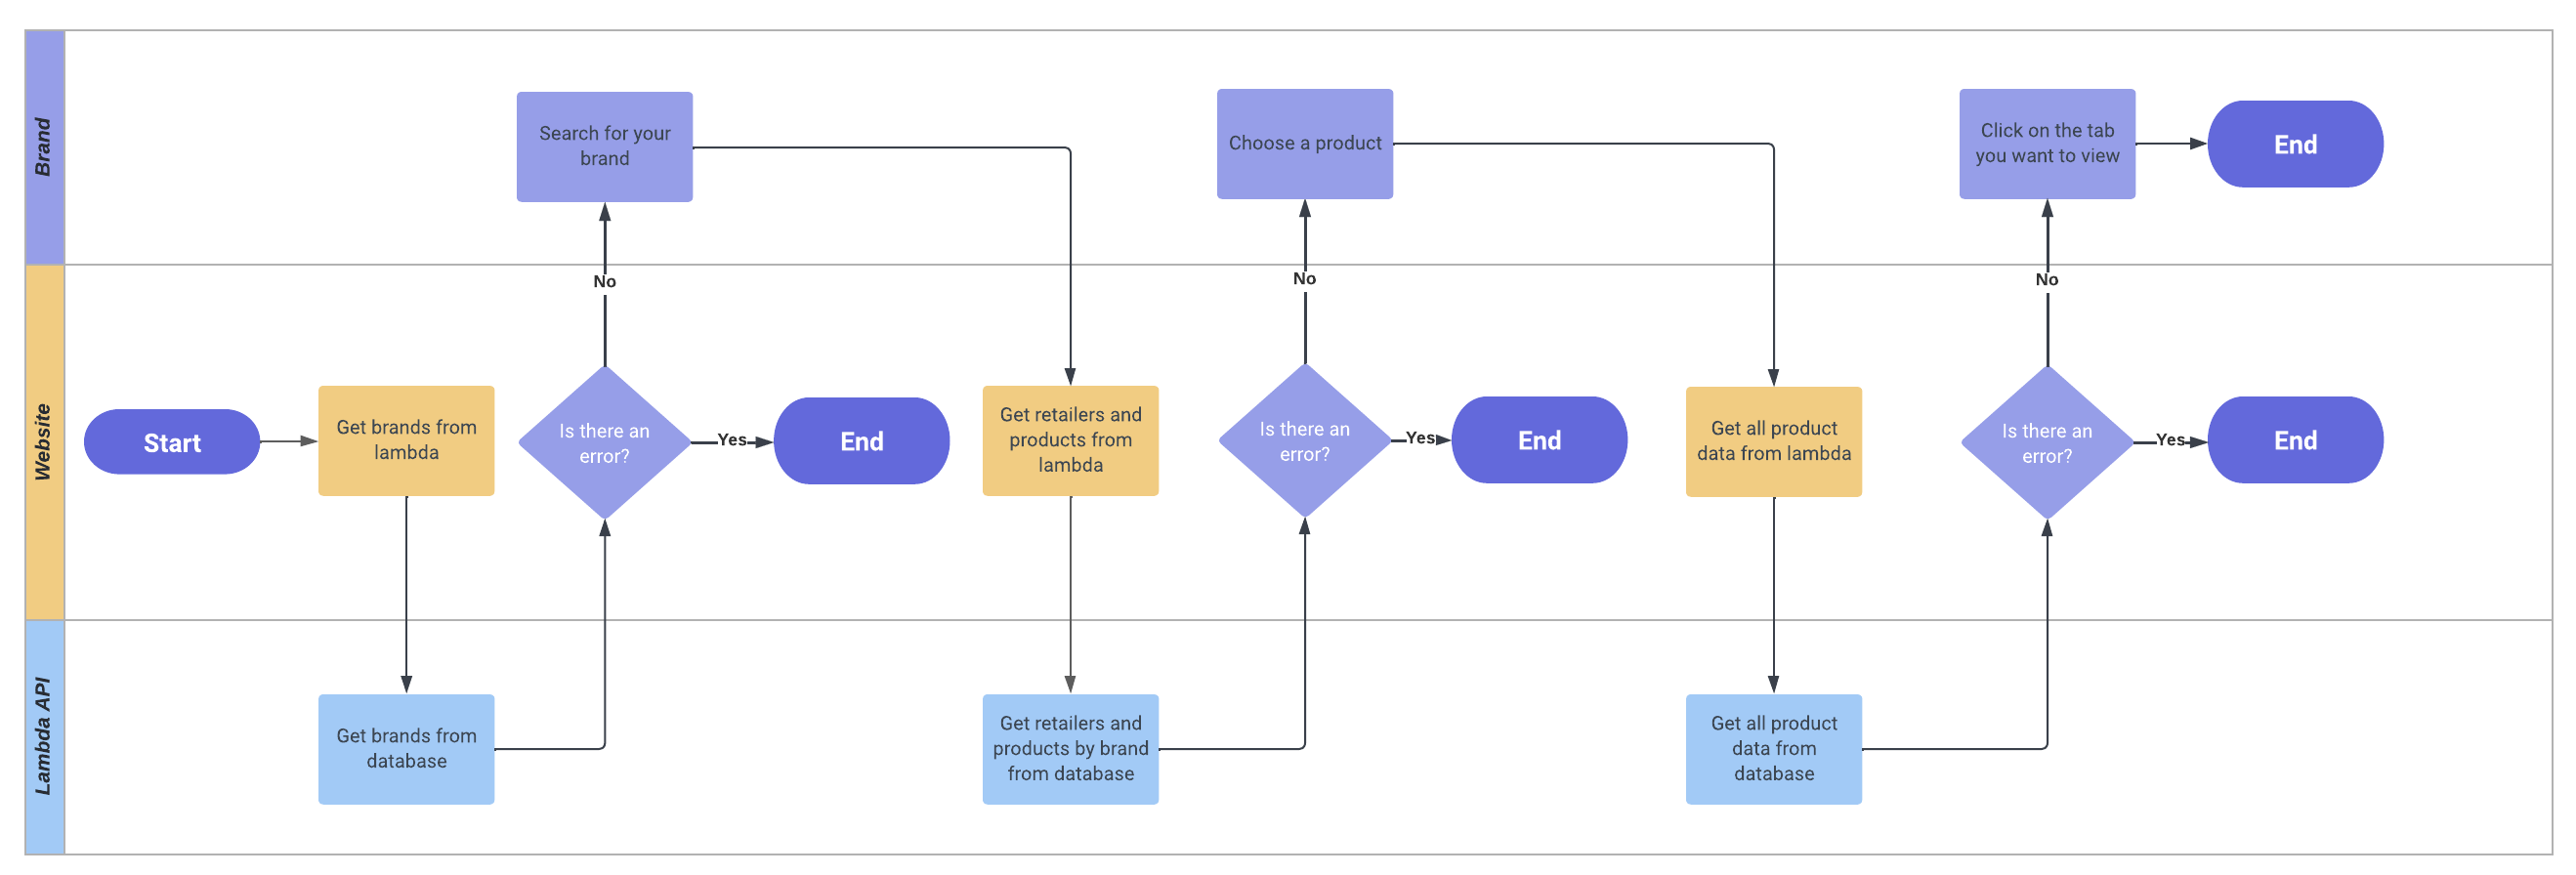 Brand
Search for your
brand
Choose a product
Click on the tab
you want to view
End
No
No
No
Website
Start
Get brands from
lambda
Is there an
error?
Yes
End
Get retailers and
products from
lambda
Is there an
error?
Yes
End
Get all product
data from lambda
Is there an
error?
Yes
End
Lambda API
Get brands from
database
Get retailers and
products by brand
from database
Get all product
data from
database